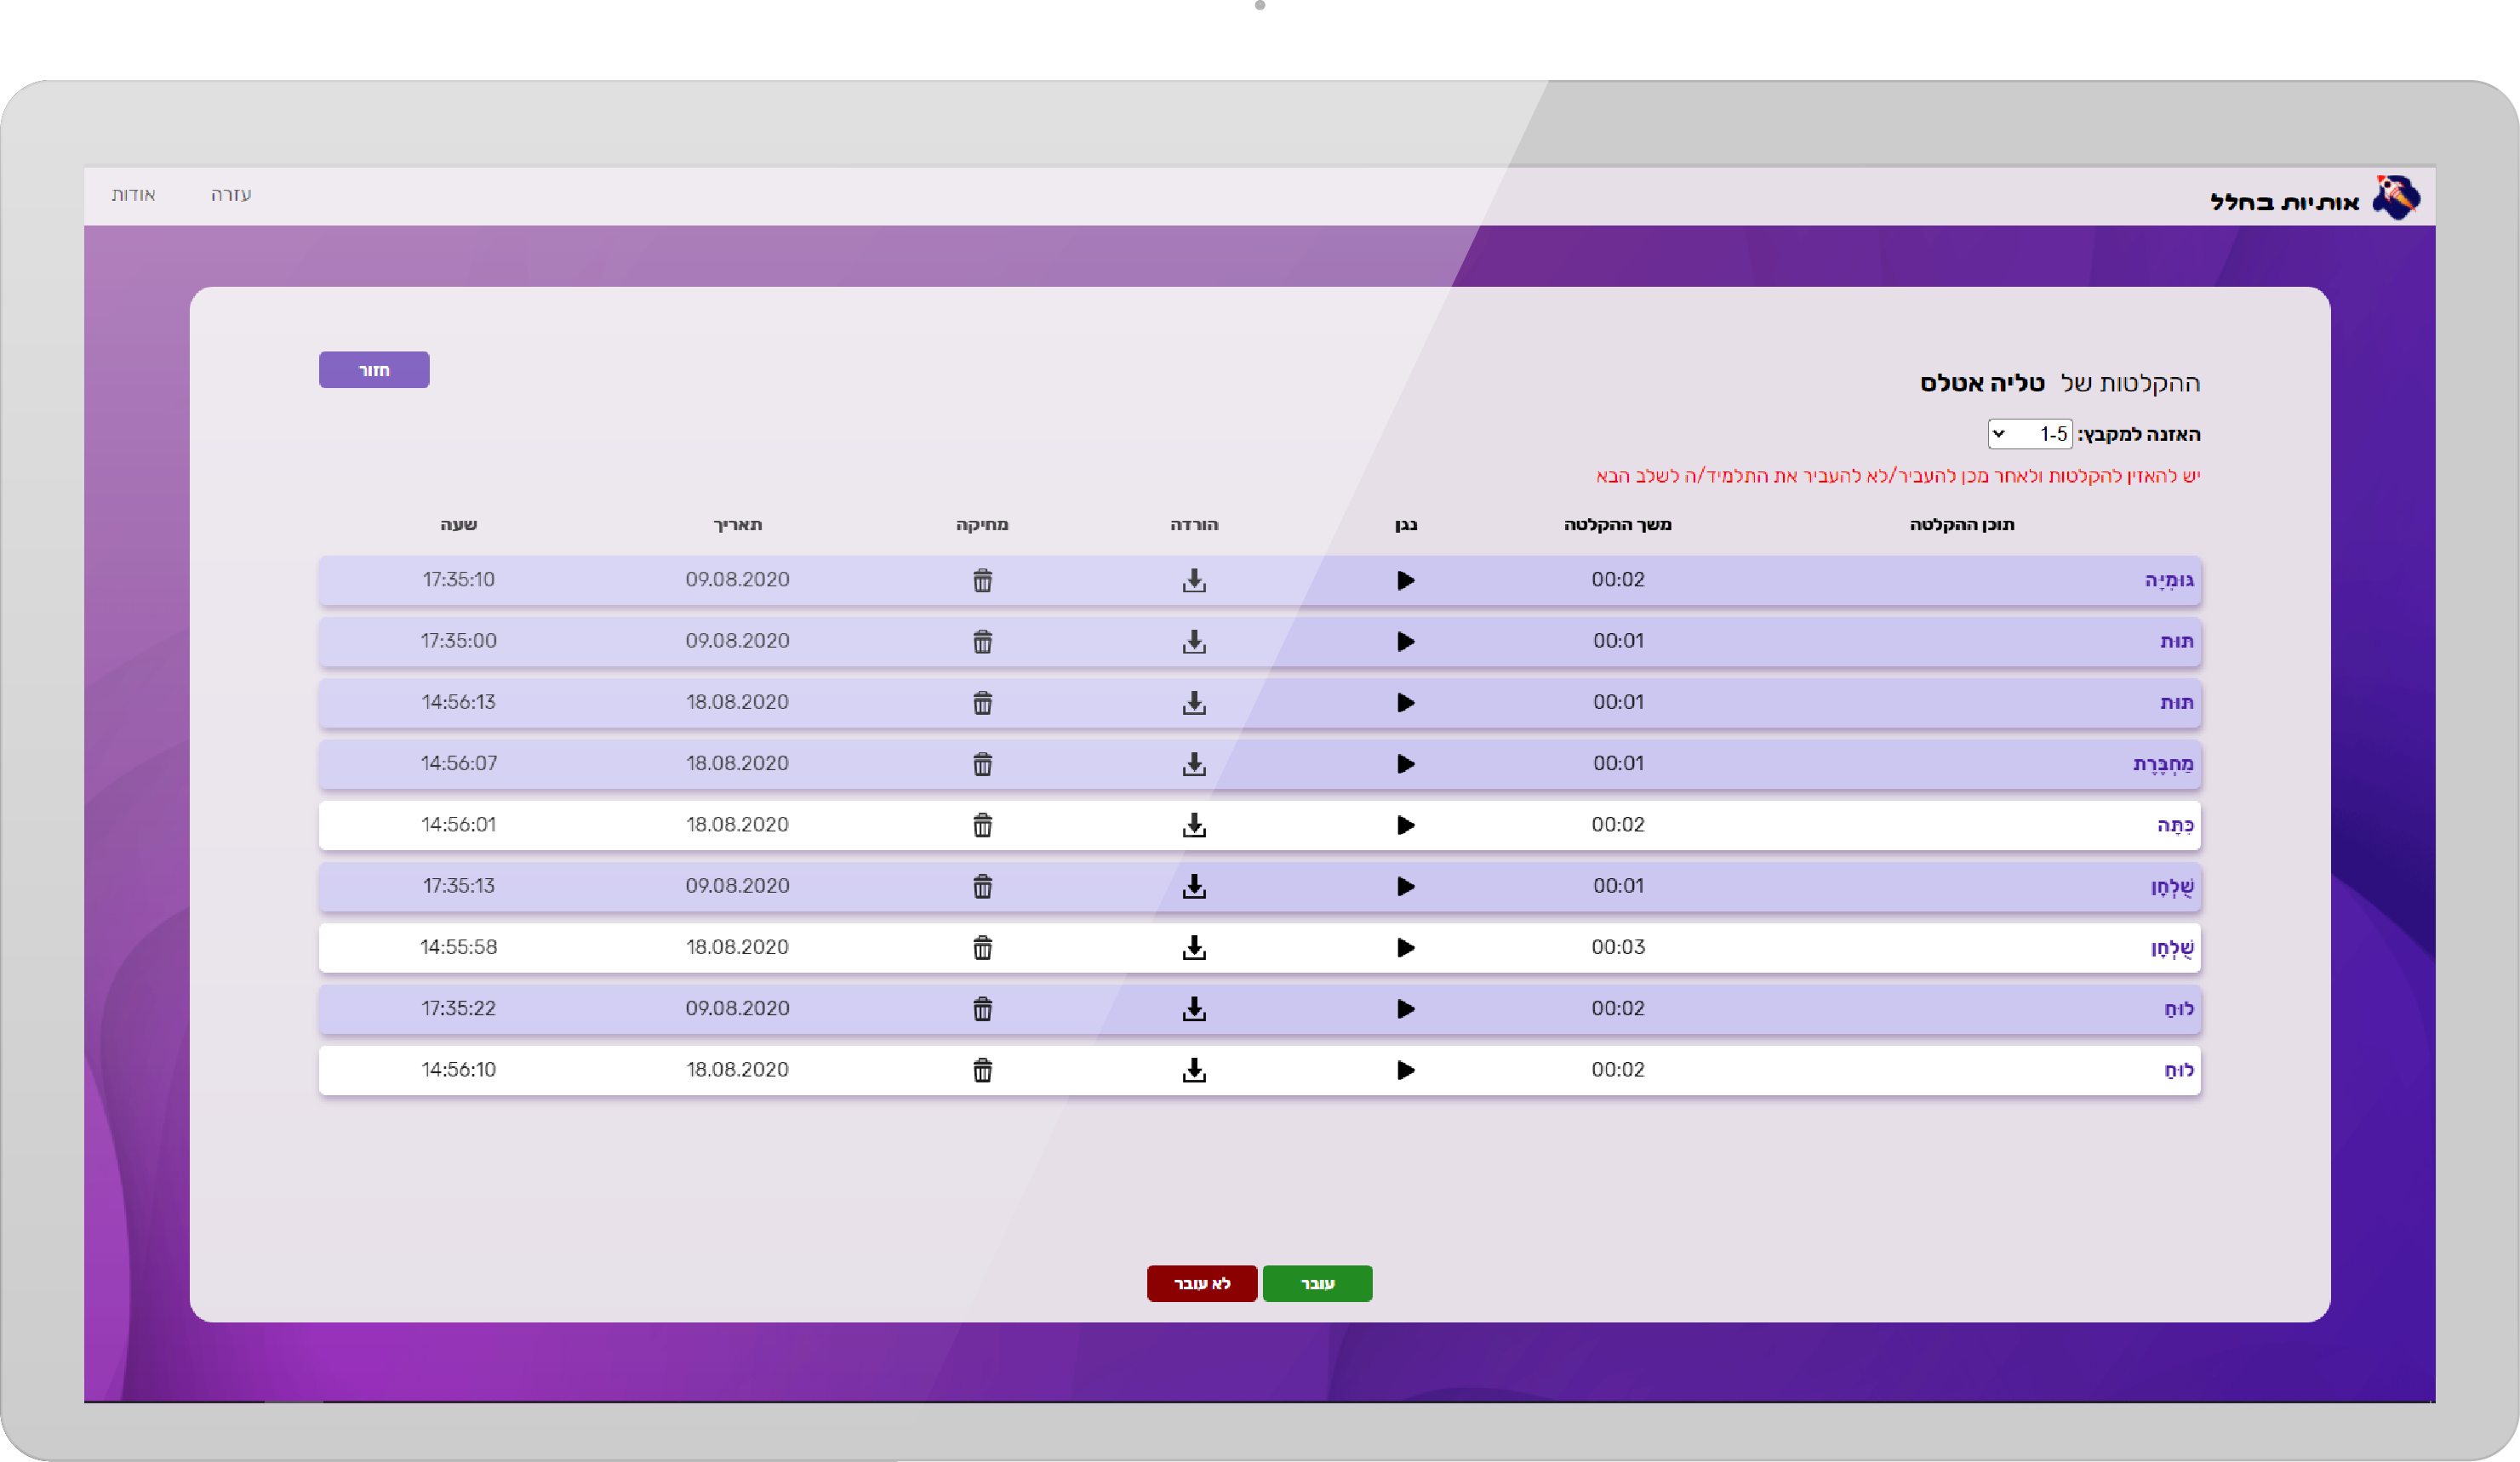 אותיות בחלל עזרה אודות
חזור
ההקלטות של טליה אטלס
האזנה למקבץ: 1-5
יש להאזין להקלטות ולאחר מכן להעביר/לא להעביר את התלמיד/ה לשלב הבא
תוכן ההקלטה משך ההקלטה נגן הורדה מחיקה תאריך שעה
גּוּמִיָּה 00:02 09.08.2020 17:35:10
תּוּת 00:01 09.08.2020 17:35:00
תּוּת 00:01 18.08.2020 14:56:13
מַחְבֶּרֶת 00:01 18.08.2020 14:56:07
כִּתָּה 00:02 18.08.2020 14:56:01
שֻׁלְחָן 00:01 09.08.2020 17:35:13
שֻׁלְחָן 00:03 18.08.2020 14:55:58
לוּחַ 00:02 09.08.2020 17:35:22
לוּחַ 00:02 18.08.2020 14:56:10
עובר לא עובר